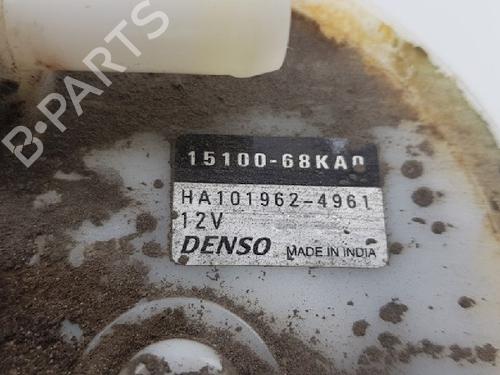 B-PARTS
15100-68KA0
HA101962-4961
12V
DENSO MADE IN INDIA